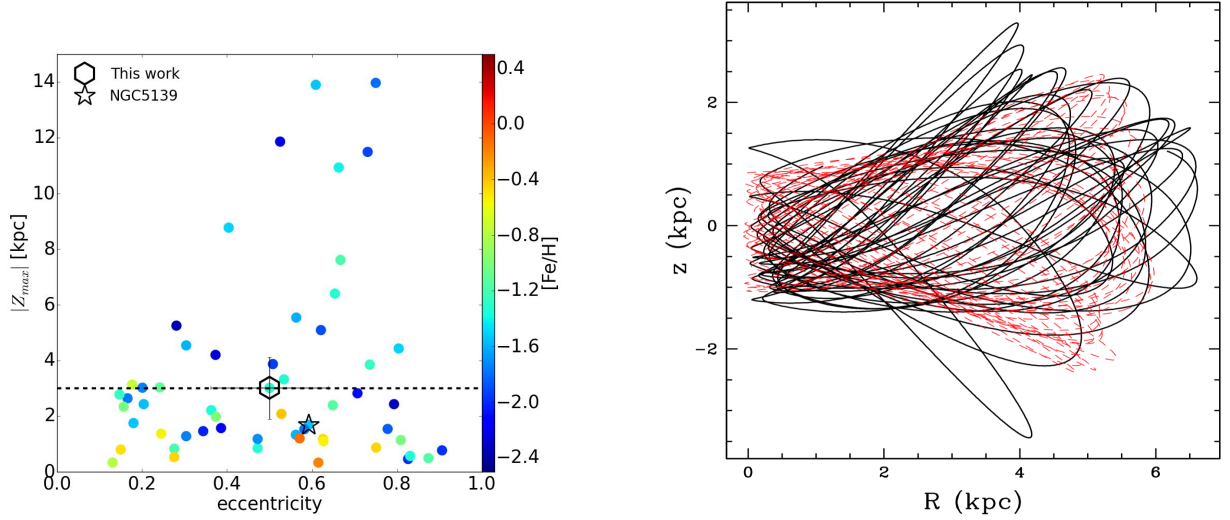 This work
NGC5139
14
12
10
8
6
4
2
0
0.0 0.2 0.4 0.6 0.8 1.0
eccentricity
|Z_{max}| [kpc]
0.4
0.0
−0.4
−0.8
−1.2
−1.6
−2.0
−2.4
[Fe/H]
2
0
−2
z (kpc)
0 2 4 6
R (kpc)